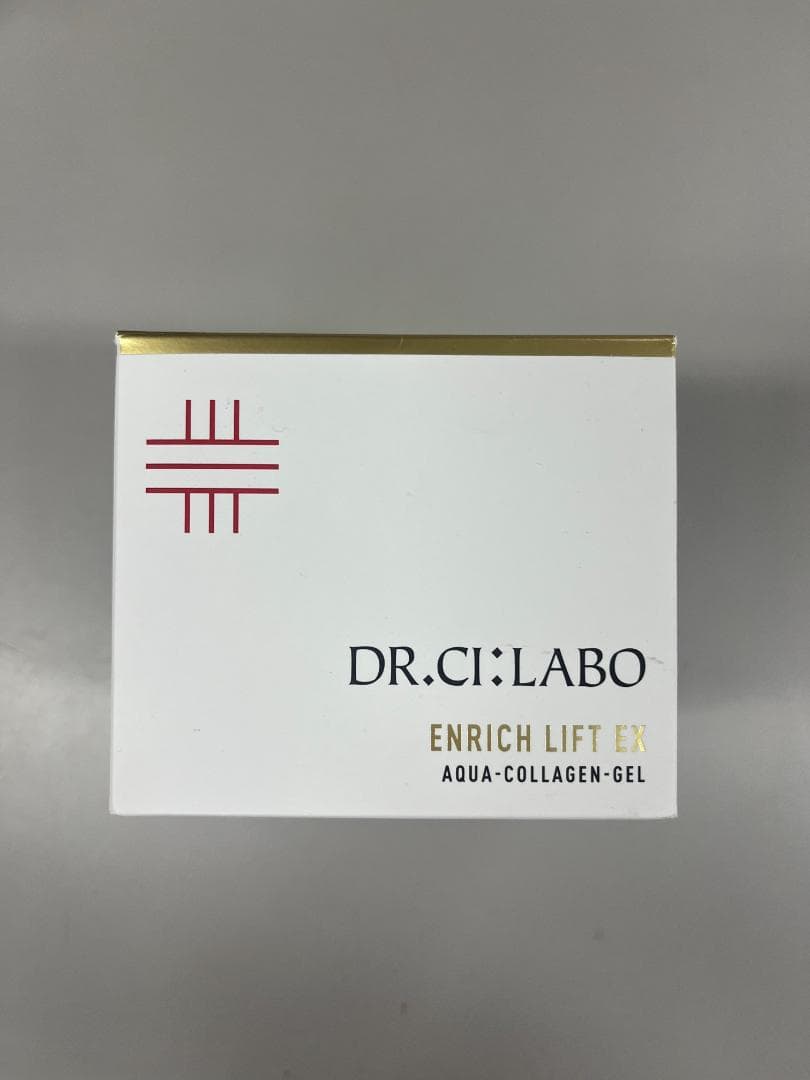 DR.CI:LABO
ENRICH LIFT EX
AQUA-COLLAGEN-GEL